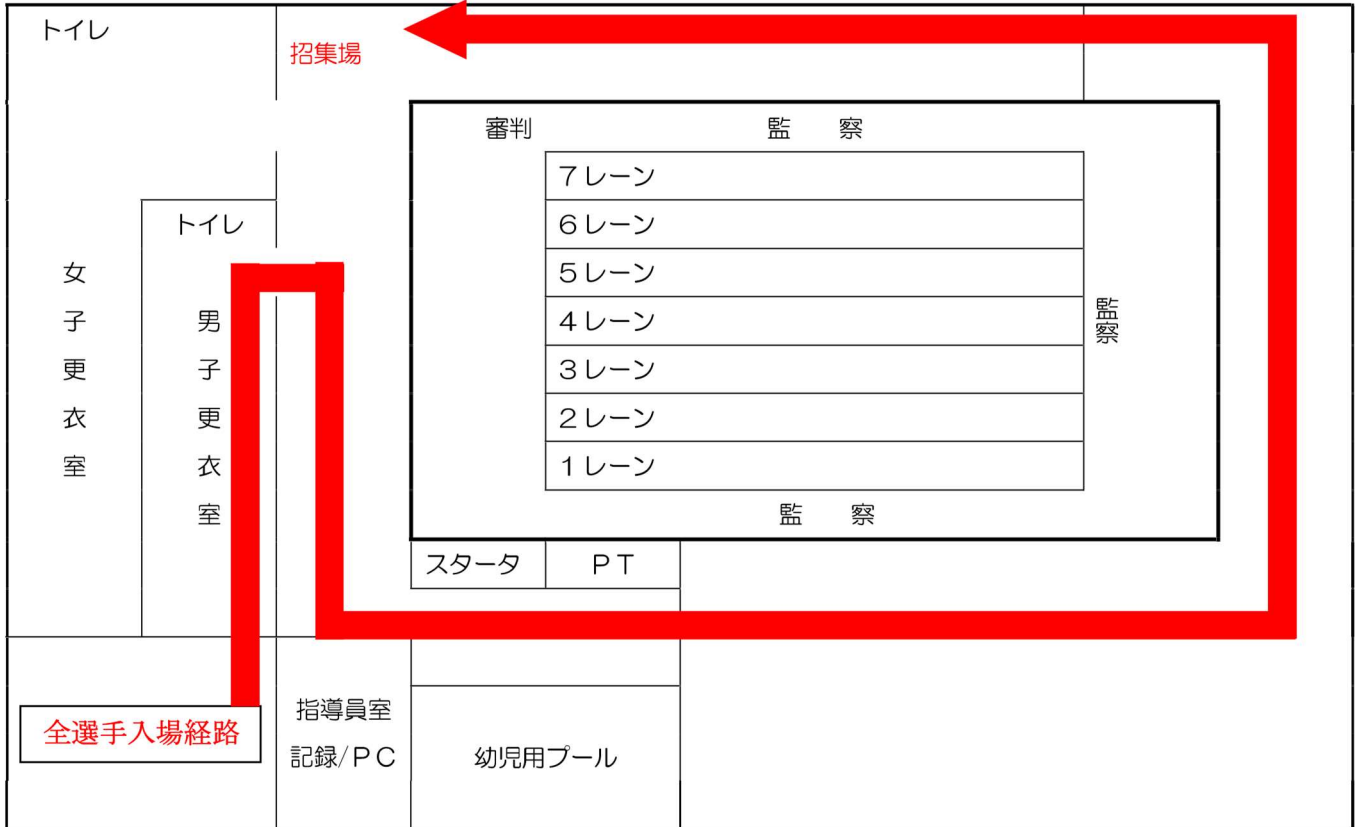 トイレ
招集場
審判 監 察
7レーン
トイレ
6レーン
5レーン
4レーン
3レーン
2レーン
1レーン
女子更衣室
男子更衣室
監察
監 察
スタータ PT
全選手入場経路
指導員室
記録/PC
幼児用プール